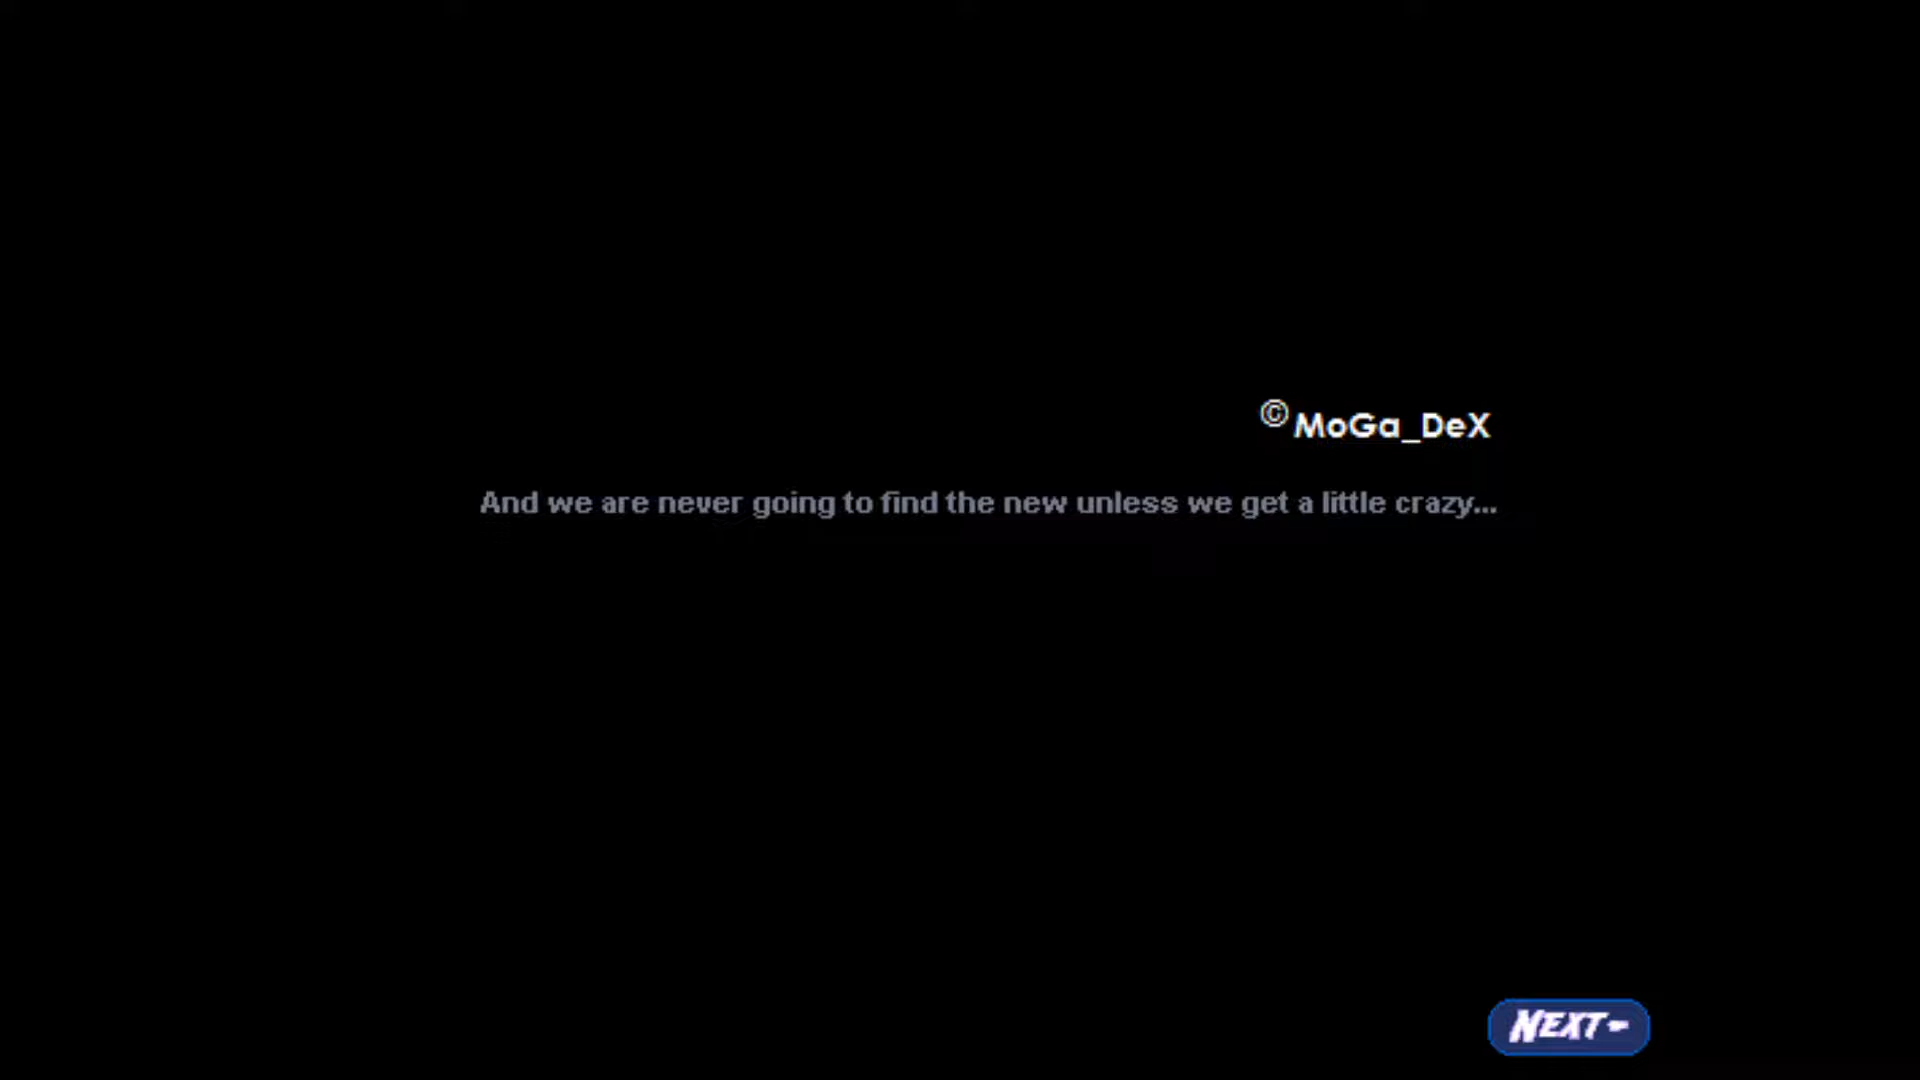 © MoGa_DeX
And we are never going to find the new unless we get a little crazy...
NEXT